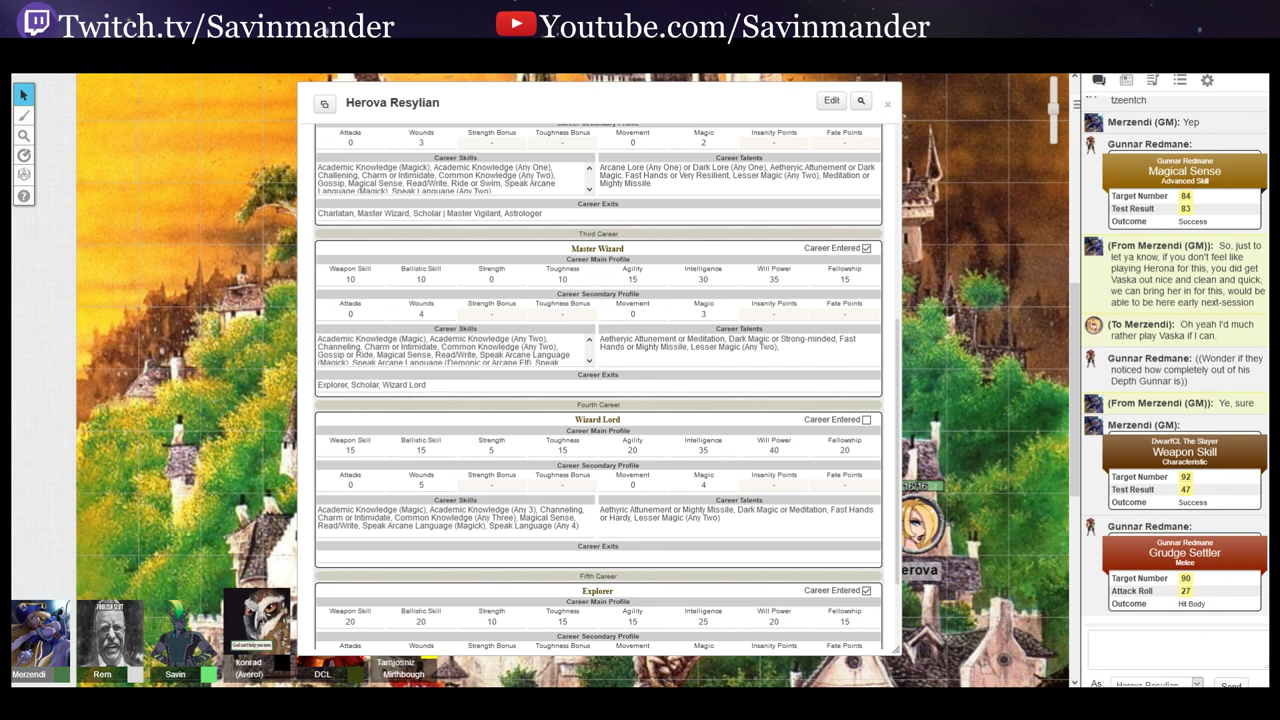 Twitch.tv/Savinmander
Youtube.com/Savinmander
Herova Resylian
Edit
Attacks Wounds Strength Bonus Toughness Bonus Movement Magic Insanity Points Fate Points
0 3 - - 0 2 - -
Career Skills
Career Talents
Academic Knowledge (Magick), Academic Knowledge (Any One),
Challening, Charm or Intimidate, Common Knowledge (Any Two),
Gossip, Magical Sense, Read/Write, Ride or Swim, Speak Arcane
Language (Magick), Speak Language (Any Two)
Arcane Lore (Any One) or Dark Lore (Any One), Aetheryic Attunement or Dark
Magic, Fast Hands or Very Resilient, Lesser Magic (Any Two), Meditation or
Mighty Missile
Career Exits
Charlatan, Master Wizard, Scholar | Master Vigilant, Astrologer
Third Career
Master Wizard
Career Entered
Career Main Profile
Weapon Skill Ballistic Skill Strength Toughness Agility Intelligence Will Power Fellowship
10 10 0 10 15 30 35 15
Career Secondary Profile
Attacks Wounds Strength Bonus Toughness Bonus Movement Magic Insanity Points Fate Points
0 4 - - 0 3 - -
Career Skills
Career Talents
Academic Knowledge (Magic), Academic Knowledge (Any Two),
Channeling, Charm or Intimidate, Common Knowledge (Any Two),
Gossip or Ride, Magical Sense, Read/Write, Speak Arcane Language
(Magick), Speak Arcane Language (Demonic or Arcane Elf), Speak
Aetheryic Attunement or Meditation, Dark Magic or Strong-minded, Fast
Hands or Mighty Missile, Lesser Magic (Any Two),
Career Exits
Explorer, Scholar, Wizard Lord
Fourth Career
Wizard Lord
Career Entered
Career Main Profile
Weapon Skill Ballistic Skill Strength Toughness Agility Intelligence Will Power Fellowship
15 15 5 15 20 35 40 20
Career Secondary Profile
Attacks Wounds Strength Bonus Toughness Bonus Movement Magic Insanity Points Fate Points
0 5 - - 0 4 - -
Career Skills
Career Talents
Academic Knowledge (Magic), Academic Knowledge (Any 3), Channeling,
Charm or Intimidate, Common Knowledge (Any Three), Magical Sense,
Read/Write, Speak Arcane Language (Magick), Speak Language (Any 4)
Aethyric Attunement or Mighty Missile, Dark Magic or Meditation, Fast Hands
or Hardy, Lesser Magic (Any Two)
Career Exits
Fifth Career
Explorer
Career Entered
Career Main Profile
Weapon Skill Ballistic Skill Strength Toughness Agility Intelligence Will Power Fellowship
20 20 10 15 15 25 20 15
Career Secondary Profile
Attacks Wounds Strength Bonus Toughness Bonus Movement Magic Insanity Points Fate Points
16/16
erova
FOOLISH SLUT
God can't help you now.
Merzendi
Rem
Savin
konrad
(Averof)
DCL
Tamjosniz
Mirthbough
tzeentch
Merzendi (GM): Yep
Gunnar Redmane:
Gunnar Redmane
Magical Sense
Advanced Skill
Target Number 84
Test Result 83
Outcome Success
(From Merzendi (GM)): So, just to
let ya know, if you don't feel like
playing Herona for this, you did get
Vaska out nice and clean and quick,
we can bring her in for this, would be
able to be here early next-session
(To Merzendi): Oh yeah I'd much
rather play Vaska if I can.
Gunnar Redmane: ((Wonder if they
noticed how completely out of his
Depth Gunnar is))
(From Merzendi (GM)): Ye, sure
Merzendi (GM):
DwarfCL The Slayer
Weapon Skill
Characteristic
Target Number 92
Test Result 47
Outcome Success
Gunnar Redmane:
Gunnar Redmane
Grudge Settler
Melee
Target Number 90
Attack Roll 27
Outcome Hit Body
As: Herova Resylian
Send